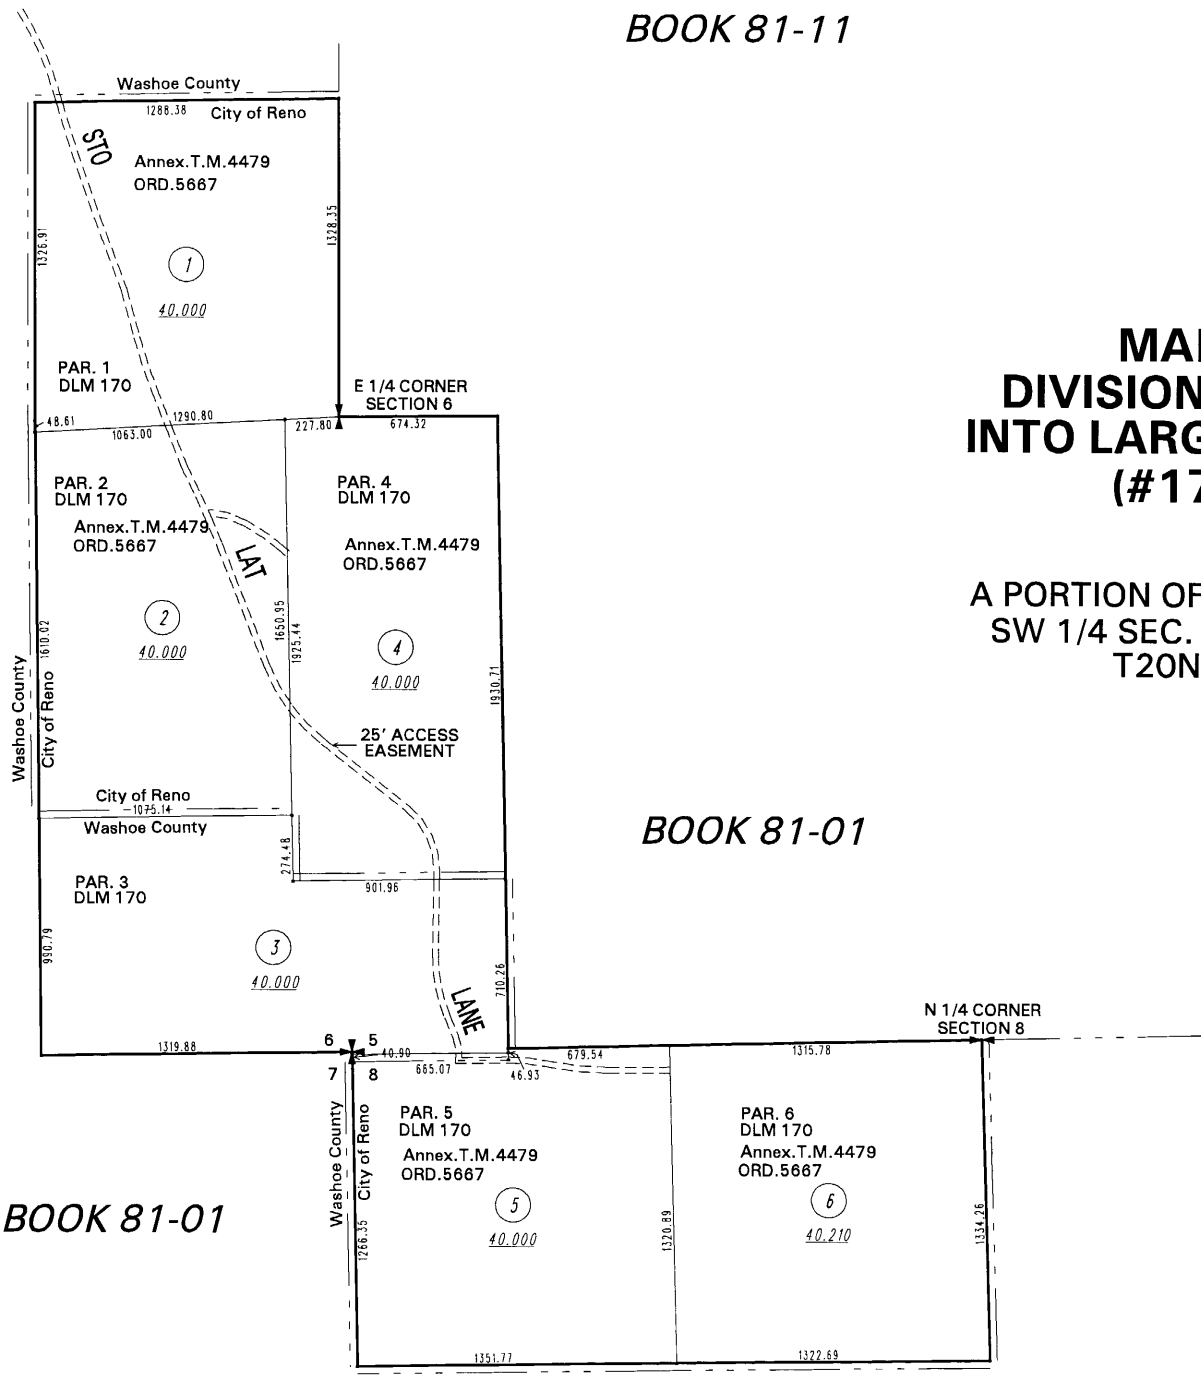 BOOK 81-11
Washoe County
1288.38
City of Reno
STO
Annex.T.M.4479
ORD.5667
1326.91
1328.35
1
40.000
PAR. 1
DLM 170
E 1/4 CORNER
SECTION 6
48.61
1290.80
1063.00
227.80
674.32
MA
DIVISION
INTO LARG
(#17
PAR. 2
DLM 170
Annex.T.M.4479
ORD.5667
PAR. 4
DLM 170
Annex.T.M.4479
ORD.5667
LAT
A PORTION OF
SW 1/4 SEC.
T20N
2
40.000
1610.02
1650.95
1925.44
4
40.000
1930.71
Washoe County
City of Reno
25' ACCESS
EASEMENT
City of Reno
1075.14
Washoe County
BOOK 81-01
274.48
PAR. 3
DLM 170
901.96
990.79
3
40.000
710.26
LANE
N 1/4 CORNER
SECTION 8
1319.88
6 5
7 8
40.90
665.07
46.93
679.54
1315.78
Washoe County
City of Reno
PAR. 5
DLM 170
Annex.T.M.4479
ORD.5667
PAR. 6
DLM 170
Annex.T.M.4479
ORD.5667
BOOK 81-01
1266.35
5
40.000
1320.89
6
40.210
1334.26
1351.77
1322.69